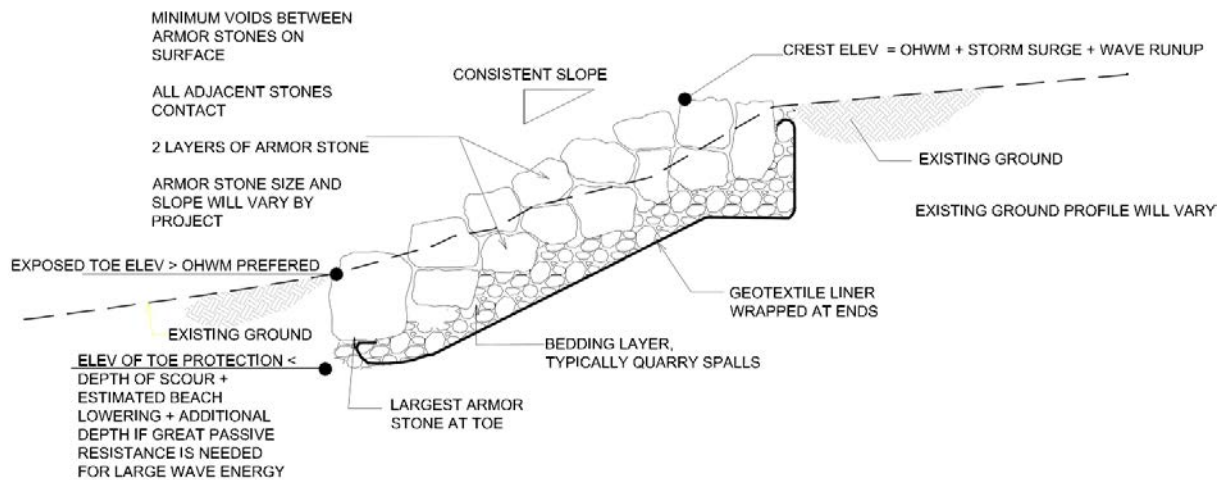 MINIMUM VOIDS BETWEEN
ARMOR STONES ON
SURFACE
ALL ADJACENT STONES
CONTACT
2 LAYERS OF ARMOR STONE
ARMOR STONE SIZE AND
SLOPE WILL VARY BY
PROJECT
CONSISTENT SLOPE
CREST ELEV = OHWM + STORM SURGE + WAVE RUNUP
EXISTING GROUND
EXISTING GROUND PROFILE WILL VARY
EXPOSED TOE ELEV > OHWM PREFERED
EXISTING GROUND
GEOTEXTILE LINER
WRAPPED AT ENDS
BEDDING LAYER,
TYPICALLY QUARRY SPALLS
ELEV OF TOE PROTECTION <
DEPTH OF SCOUR +
ESTIMATED BEACH
LOWERING + ADDITIONAL
DEPTH IF GREAT PASSIVE
RESISTANCE IS NEEDED
FOR LARGE WAVE ENERGY
LARGEST ARMOR
STONE AT TOE